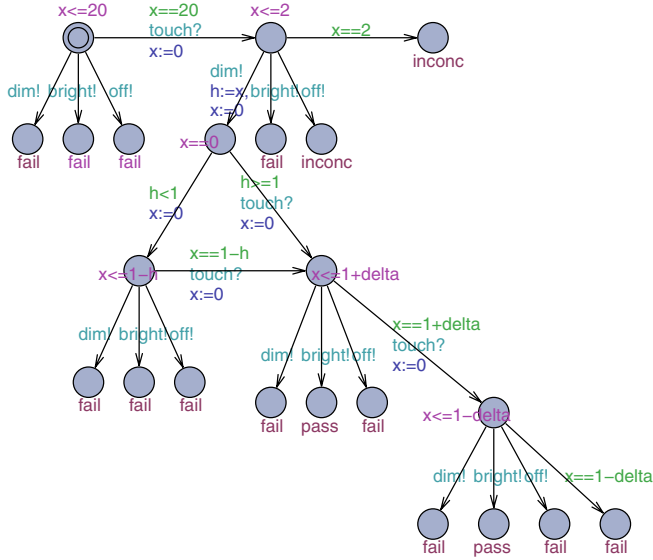 x<=20
x==20
touch?
x:=0
x<=2
x==2
inconc
dim!
bright!
off!
dim!
h:=x,
x:=0
bright!
off!
fail
fail
fail
x==0
fail
inconc
h<1
x:=0
h>=1
touch?
x:=0
x<=1-h
x==1-h
touch?
x:=0
x<=1+delta
dim!
bright!
off!
dim!
bright!
off!
x==1+delta
touch?
x:=0
fail
fail
fail
fail
pass
fail
x<=1-delta
dim!
bright!
off!
x==1-delta
fail
pass
fail
fail